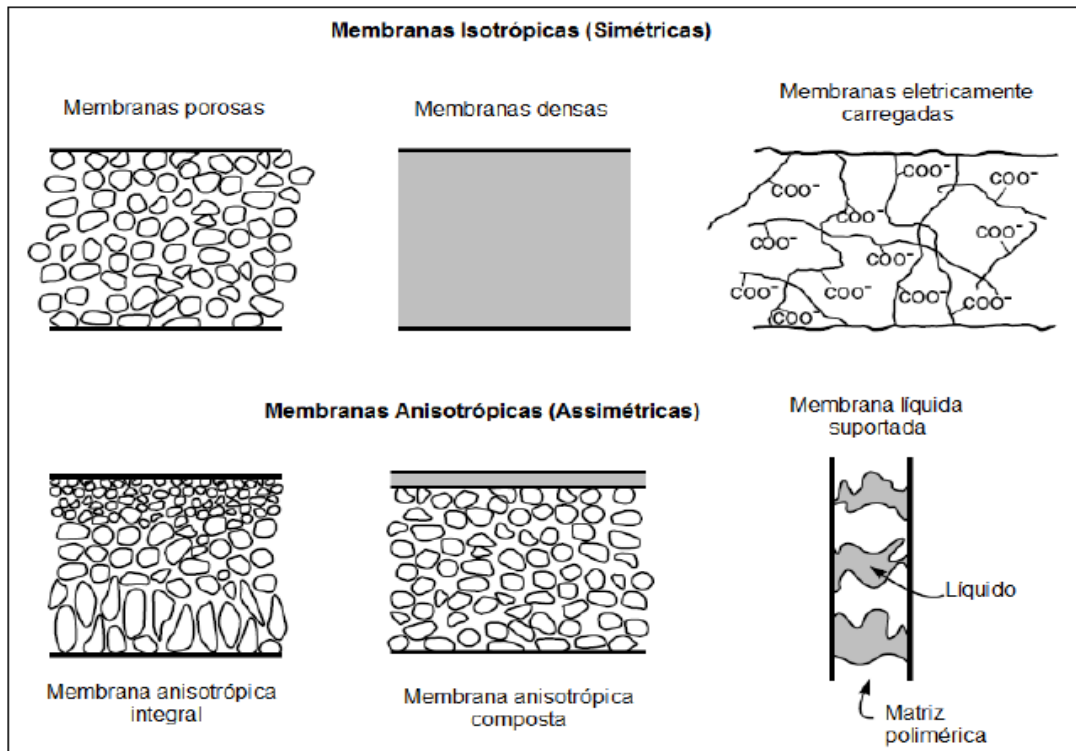 Membranas Isotrópicas (Simétricas)
Membranas porosas
Membranas densas
Membranas eletricamente
carregadas
COO⁻
COO⁻
COO⁻
COO⁻
COO⁻
COO⁻
COO⁻
COO⁻
COO⁻
COO⁻
COO⁻
COO⁻
Membranas Anisotrópicas (Assimétricas)
Membrana líquida
suportada
Líquido
Membrana anisotrópica
integral
Membrana anisotrópica
composta
Matriz
polimérica